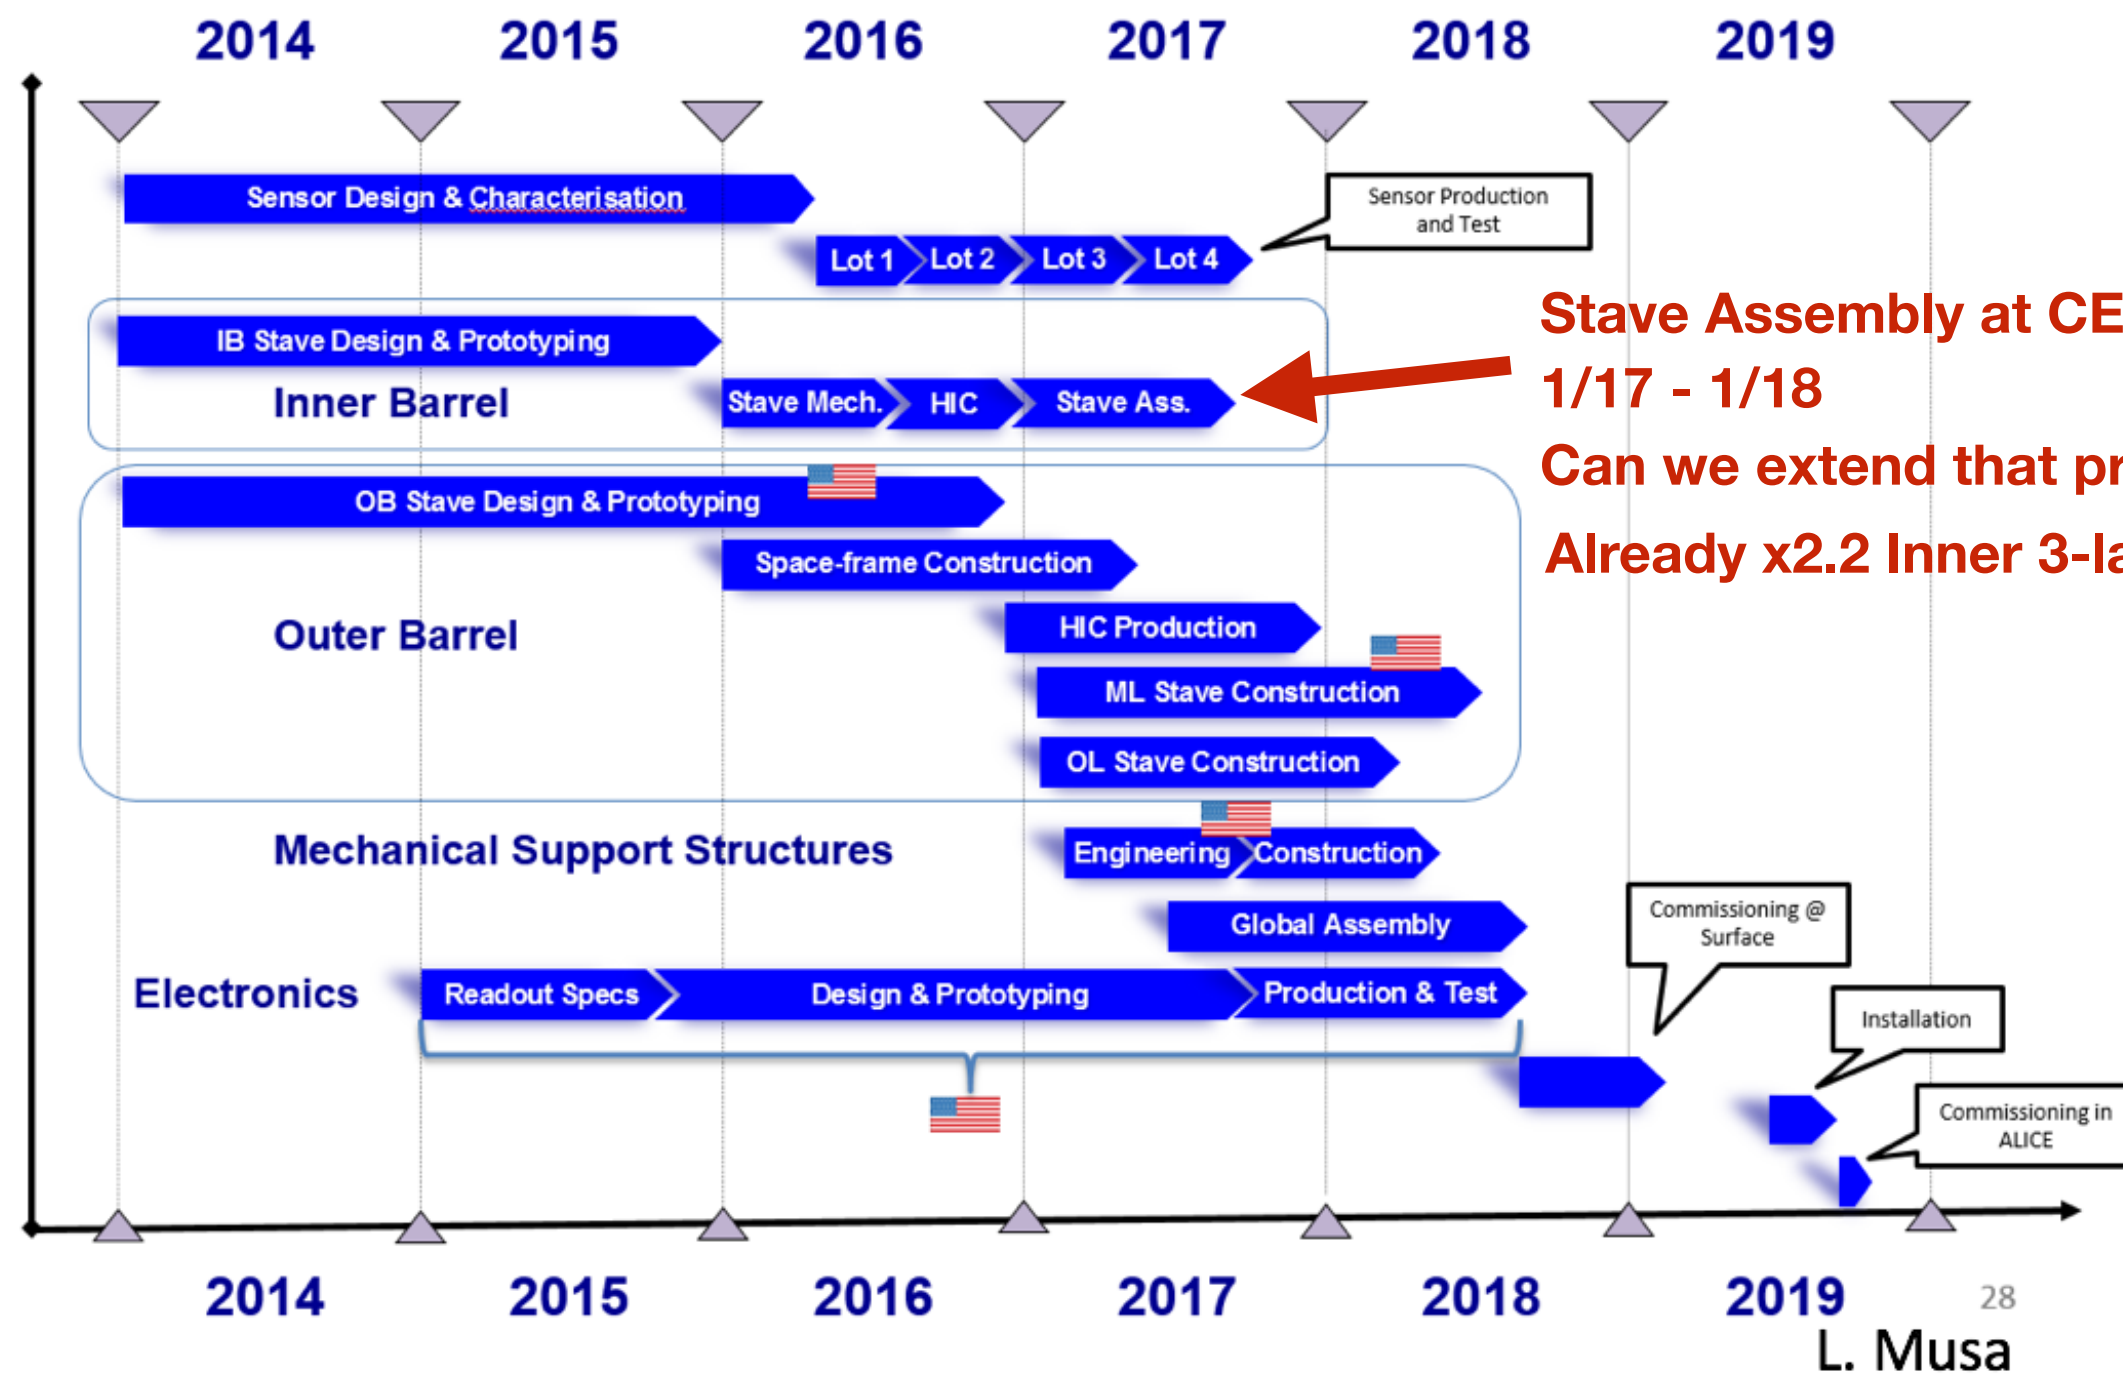 2014 2015 2016 2017 2018 2019
Sensor Design & Characterisation
Sensor Production
and Test
Lot 1 Lot 2 Lot 3 Lot 4
Stave Assembly at CE
IB Stave Design & Prototyping
1/17 - 1/18
Inner Barrel
Stave Mech. HIC Stave Ass.
Can we extend that pr
OB Stave Design & Prototyping
Already x2.2 Inner 3-la
Space-frame Construction
Outer Barrel
HIC Production
ML Stave Construction
OL Stave Construction
Mechanical Support Structures
Engineering Construction
Global Assembly
Commissioning @
Surface
Electronics
Readout Specs Design & Prototyping Production & Test
Installation
Commissioning in
ALICE
2014 2015 2016 2017 2018 2019
28
L. Musa